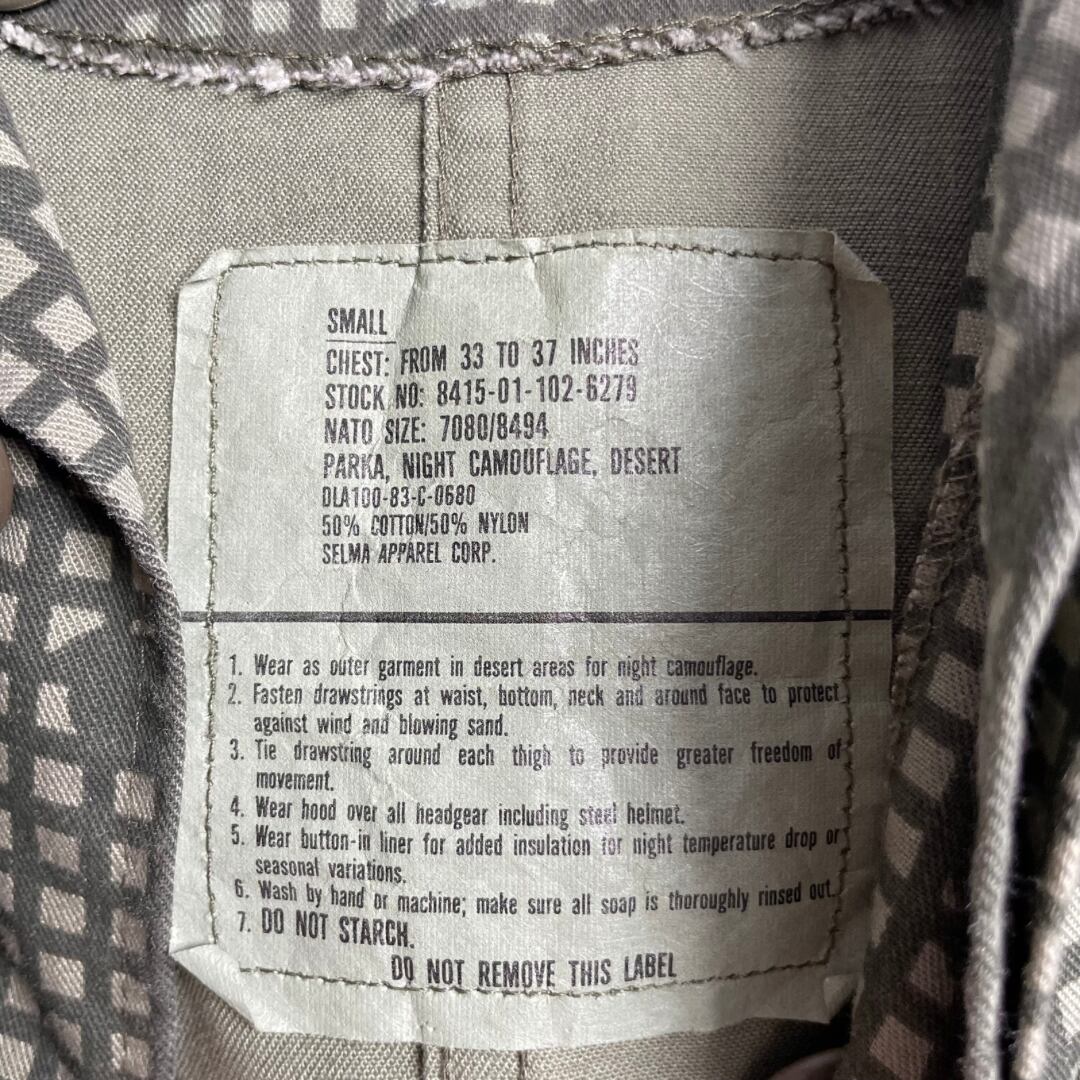 SMALL
CHEST: FROM 33 TO 37 INCHES
STOCK NO: 8415-01-102-6279
NATO SIZE: 7080/8494
PARKA, NIGHT CAMOUFLAGE, DESERT
DLA100-83-C-0680
50% COTTON/50% NYLON
SELMA APPAREL CORP.
1. Wear as outer garment in desert areas for night camouflage.
2. Fasten drawstrings at waist, bottom, neck and around face to protect
against wind and blowing sand.
3. Tie drawstring around each thigh to provide greater freedom of
movement.
4. Wear hood over all headgear including steel helmet.
5. Wear button-in liner for added insulation for night temperature drop or
seasonal variations.
6. Wash by hand or machine; make sure all soap is thoroughly rinsed out.
7. DO NOT STARCH.
DO NOT REMOVE THIS LABEL